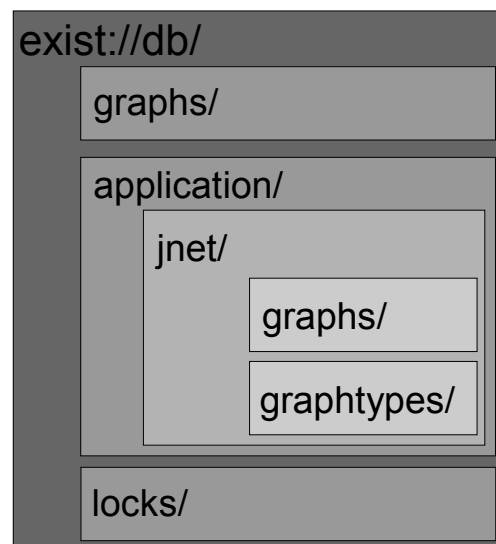 exist://db/
graphs/
application/
jnet/
graphs/
graphtypes/
locks/